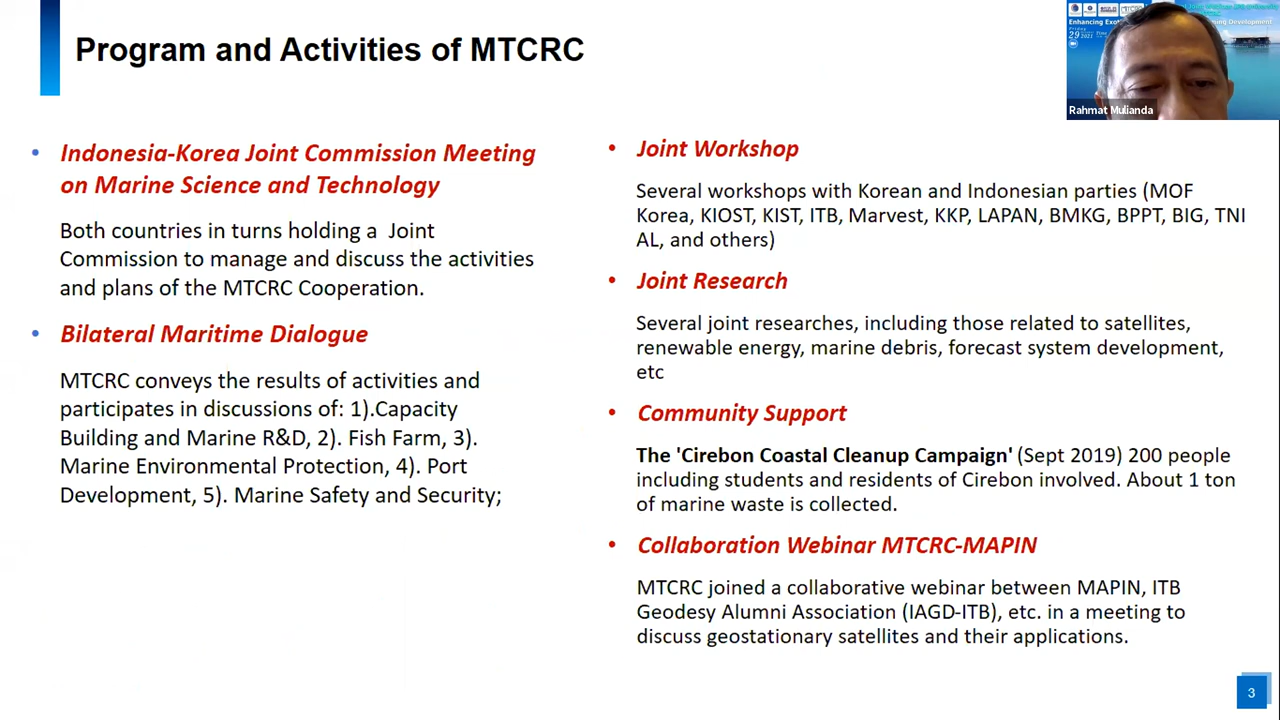 Program and Activities of MTCRC
• Indonesia-Korea Joint Commission Meeting
on Marine Science and Technology
Both countries in turns holding a Joint
Commission to manage and discuss the activities
and plans of the MTCRC Cooperation.
• Bilateral Maritime Dialogue
MTCRC conveys the results of activities and
participates in discussions of: 1).Capacity
Building and Marine R&D, 2). Fish Farm, 3).
Marine Environmental Protection, 4). Port
Development, 5). Marine Safety and Security;
• Joint Workshop
Several workshops with Korean and Indonesian parties (MOF
Korea, KIOST, KIST, ITB, Marvest, KKP, LAPAN, BMKG, BPPT, BIG, TNI
AL, and others)
• Joint Research
Several joint researches, including those related to satellites,
renewable energy, marine debris, forecast system development,
etc
• Community Support
The 'Cirebon Coastal Cleanup Campaign' (Sept 2019) 200 people
including students and residents of Cirebon involved. About 1 ton
of marine waste is collected.
• Collaboration Webinar MTCRC-MAPIN
MTCRC joined a collaborative webinar between MAPIN, ITB
Geodesy Alumni Association (IAGD-ITB), etc. in a meeting to
discuss geostationary satellites and their applications.
3
Enhancing
Development
Friday
29
2021
Rahmat Mulianda